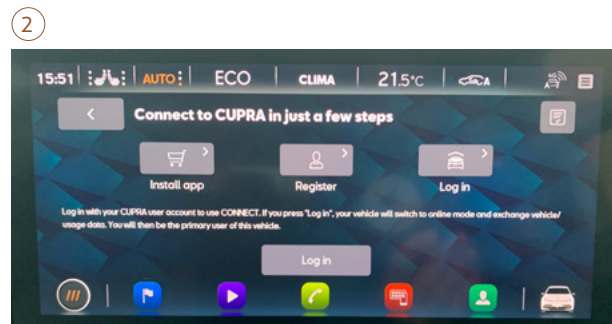 2
15:51 AUTO ECO CLIMA 21.5°C A 4G
Connect to CUPRA in just a few steps
Install app Register Log in
Log in with your CUPRA user account to use CONNECT. If you press "Log in", your vehicle will switch to online mode and exchange vehicle/
usage data. You will then be the primary user of this vehicle.
Log in